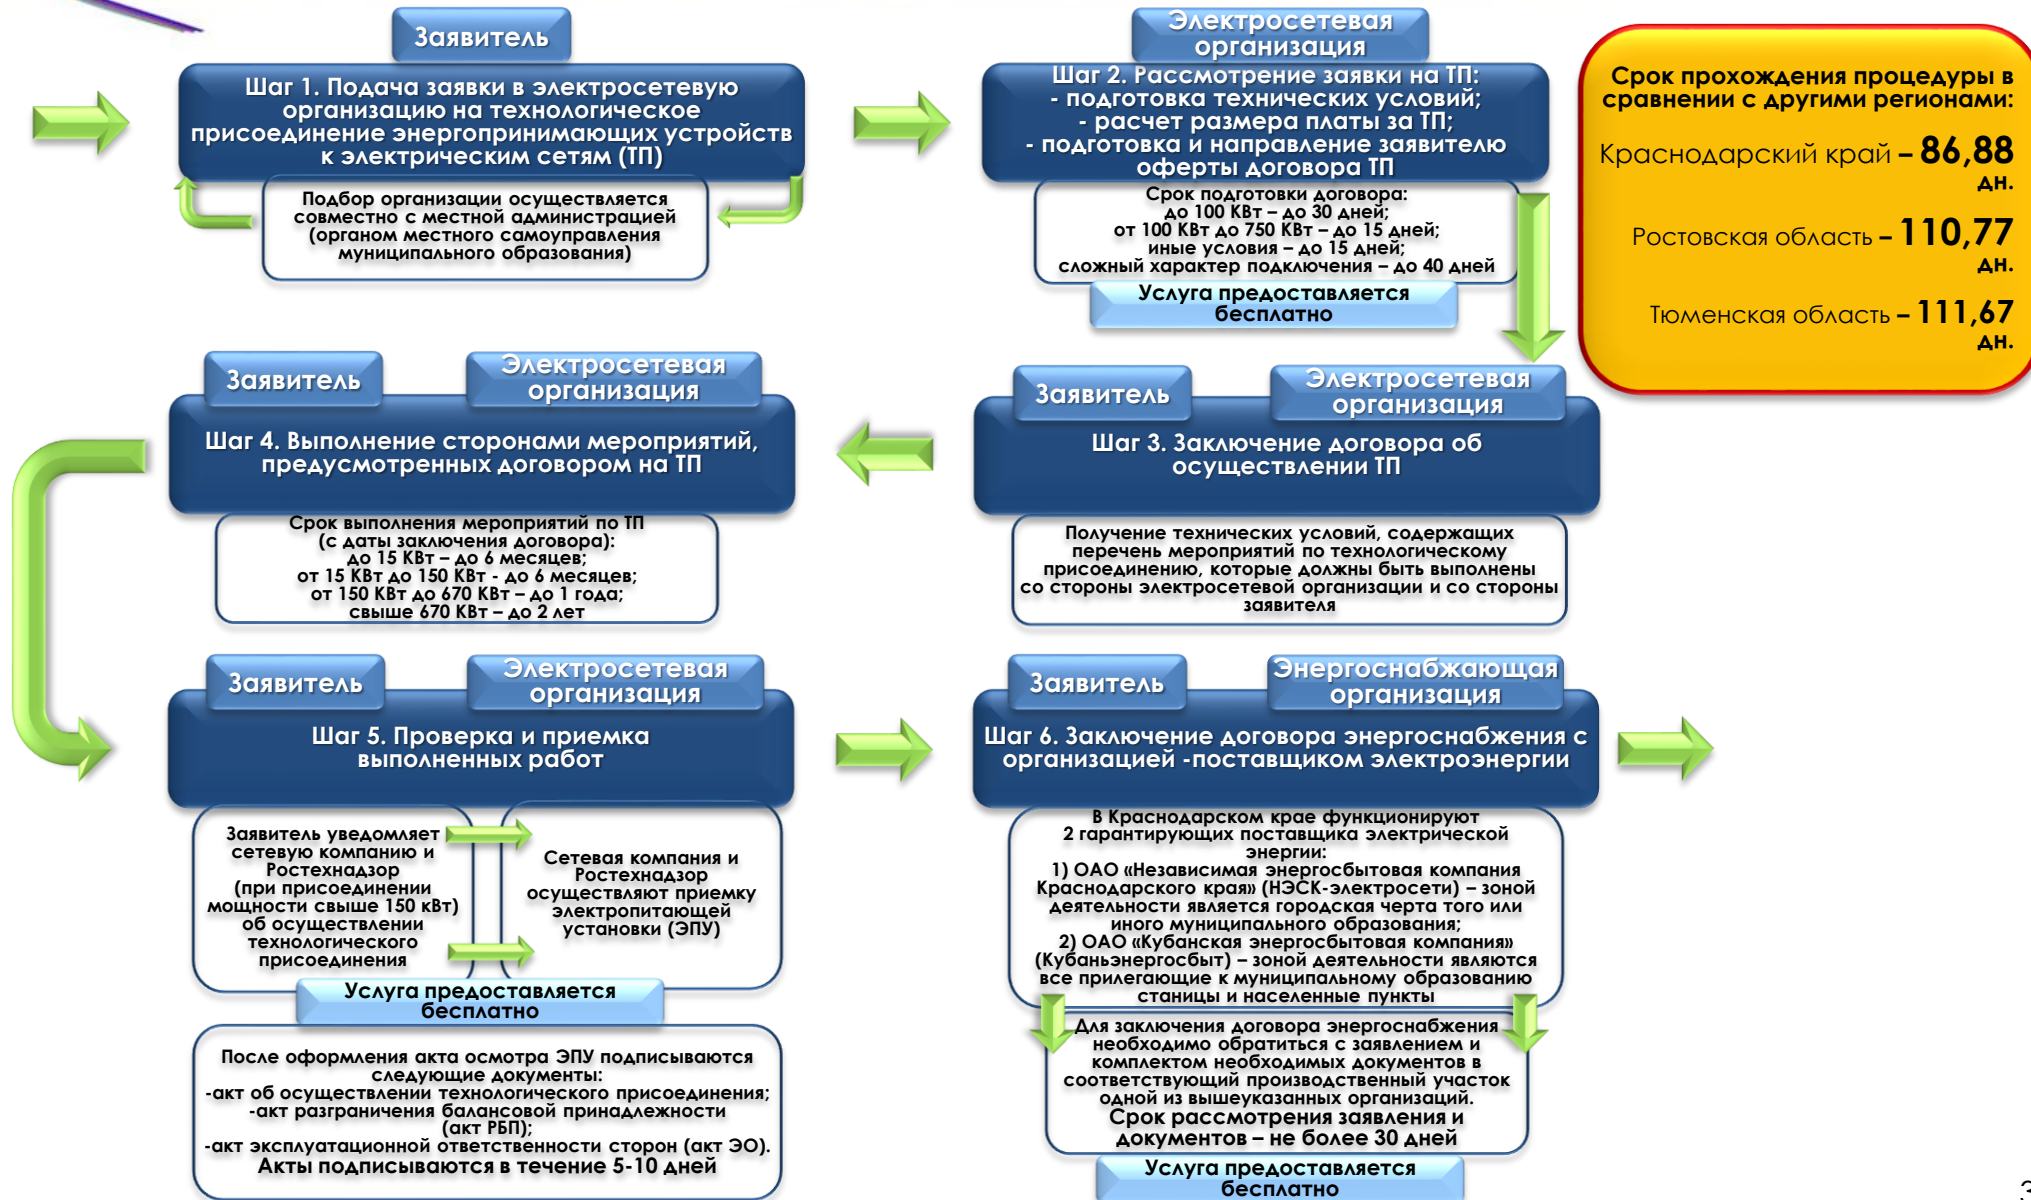 Заявитель
Шаг 1. Подача заявки в электросетевую
организацию на технологическое
присоединение энергопринимающих устройств
к электрическим сетям (ТП)
Подбор организации осуществляется
совместно с местной администрацией
(органом местного самоуправления
муниципального образования)
Электросетевая
организация
Шаг 2. Рассмотрение заявки на ТП:
- подготовка технических условий;
- расчет размера платы за ТП;
- подготовка и направление заявителю
оферты договора ТП
Срок подготовки договора:
до 100 КВт – до 30 дней;
от 100 КВт до 750 КВт – до 15 дней;
иные условия – до 15 дней;
сложный характер подключения – до 40 дней
Услуга предоставляется
бесплатно
Срок прохождения процедуры в
сравнении с другими регионами:
Краснодарский край – 86,88
дн.
Ростовская область – 110,77
дн.
Тюменская область – 111,67
дн.
Заявитель
Электросетевая
организация
Шаг 3. Заключение договора об
осуществлении ТП
Получение технических условий, содержащих
перечень мероприятий по технологическому
присоединению, которые должны быть выполнены
со стороны электросетевой организации и со стороны
заявителя
Заявитель
Электросетевая
организация
Шаг 4. Выполнение сторонами мероприятий,
предусмотренных договором на ТП
Срок выполнения мероприятий по ТП
(с даты заключения договора):
до 15 КВт – до 6 месяцев;
от 15 КВт до 150 КВт - до 6 месяцев;
от 150 КВт до 670 КВт – до 1 года;
свыше 670 КВт – до 2 лет
Заявитель
Электросетевая
организация
Шаг 5. Проверка и приемка
выполненных работ
Заявитель уведомляет
сетевую компанию и
Ростехнадзор
(при присоединении
мощности свыше 150 кВт)
об осуществлении
технологического
присоединения
Сетевая компания и
Ростехнадзор
осуществляют приемку
электропитающей
установки (ЭПУ)
Услуга предоставляется
бесплатно
После оформления акта осмотра ЭПУ подписываются
следующие документы:
-акт об осуществлении технологического присоединения;
-акт разграничения балансовой принадлежности
(акт РБП);
-акт эксплуатационной ответственности сторон (акт ЭО).
Акты подписываются в течение 5-10 дней
Заявитель
Энергоснабжающая
организация
Шаг 6. Заключение договора энергоснабжения с
организацией -поставщиком электроэнергии
В Краснодарском крае функционируют
2 гарантирующих поставщика электрической
энергии:
1) ОАО «Независимая энергосбытовая компания
Краснодарского края» (НЭСК-электросети) – зоной
деятельности является городская черта того или
иного муниципального образования;
2) ОАО «Кубанская энергосбытовая компания»
(Кубаньэнергосбыт) – зоной деятельности являются
все прилегающие к муниципальному образованию
станицы и населенные пункты
Для заключения договора энергоснабжения
необходимо обратиться с заявлением и
комплектом необходимых документов в
соответствующий производственный участок
одной из вышеуказанных организаций.
Срок рассмотрения заявления и
документов – не более 30 дней
Услуга предоставляется
бесплатно